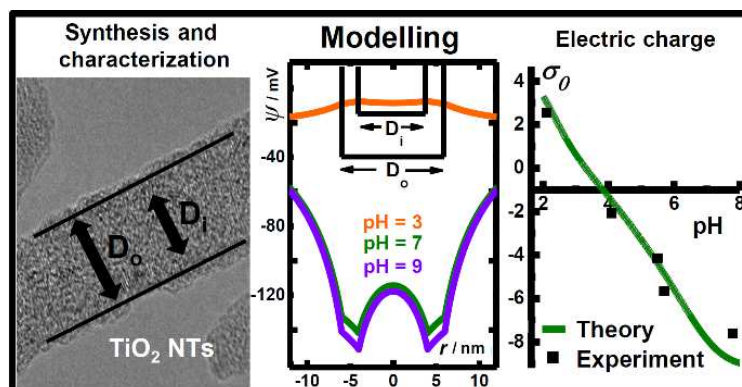 Synthesis and
characterization
Dₒ
Dᵢ
TiO₂ NTs
Modelling
ψ / mV
-40
-80
-120
Dᵢ
Dₒ
pH = 3
pH = 7
pH = 9
r / nm
-10 -5 0 5 10
Electric charge
σ₀
4
2
2 4 6 8
pH
-2
-4
-6
-8
Theory
Experiment